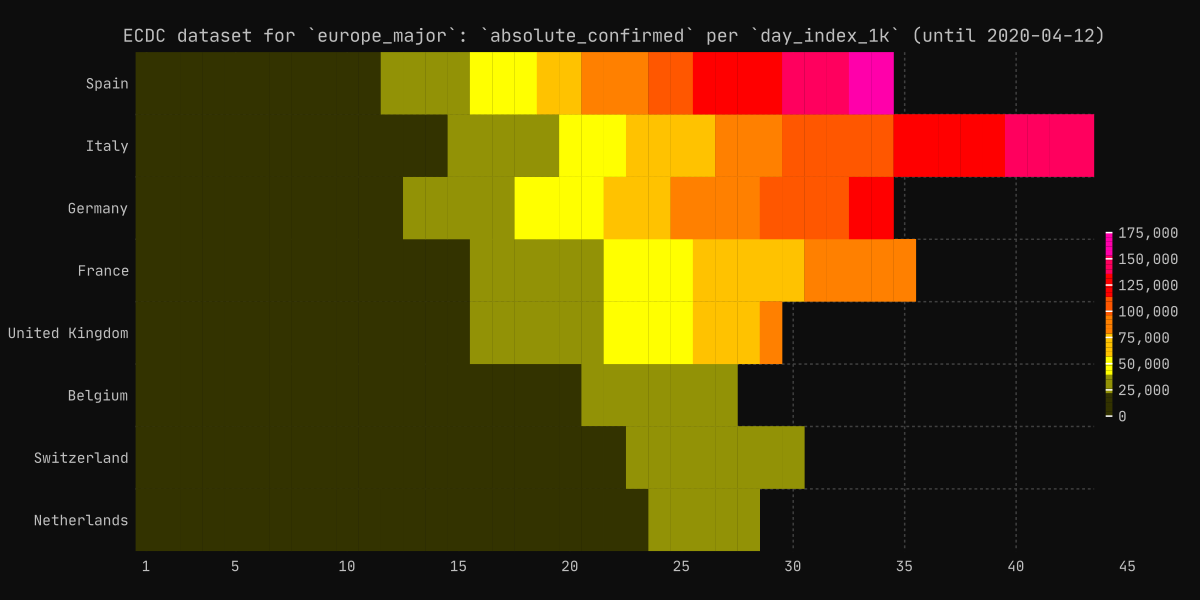 ECDC dataset for `europe_major`: `absolute_confirmed` per `day_index_1k` (until 2020-04-12)
Spain
Italy
Germany
France
United Kingdom
Belgium
Switzerland
Netherlands
1 5 10 15 20 25 30 35 40 45
175,000
150,000
125,000
100,000
75,000
50,000
25,000
0